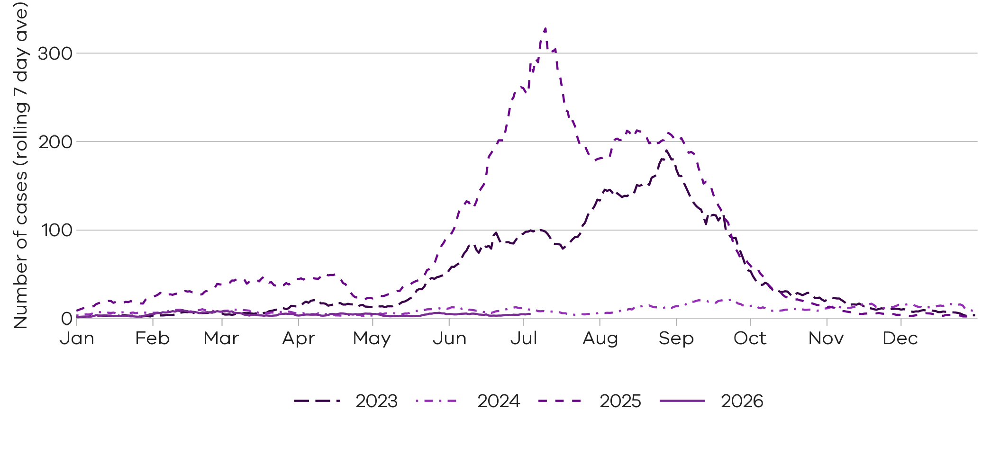 Number of cases (rolling 7 day ave)
300
200
100
0
Jan Feb Mar Apr May Jun Jul Aug Sep Oct Nov Dec
2023 2024 2025 2026